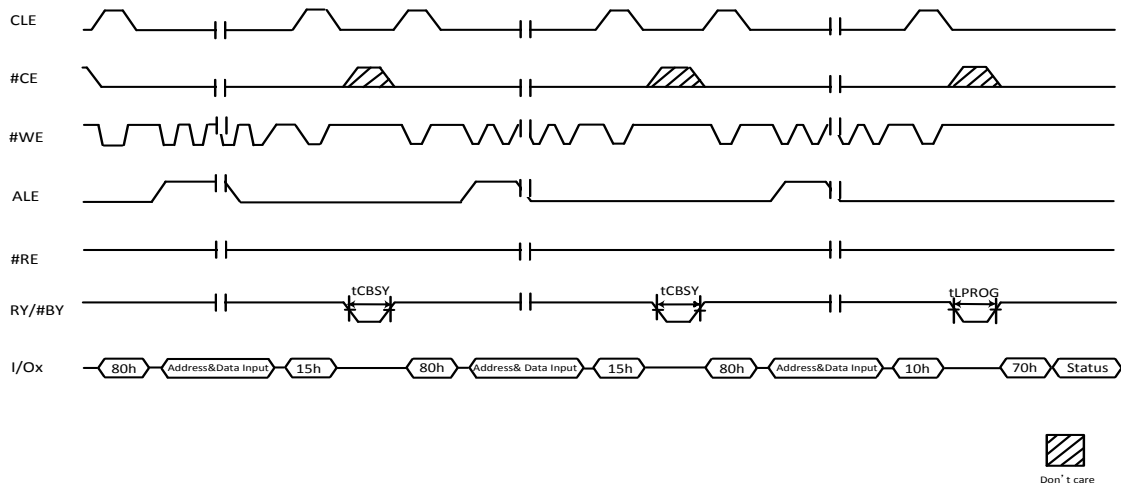 CLE
#CE
#WE
ALE
#RE
RY/#BY
tCBSY
tCBSY
tLPROG
I/Ox
80h
Address&Data Input
15h
80h
Address& Data Input
15h
80h
Address&Data Input
10h
70h
Status
Don't care